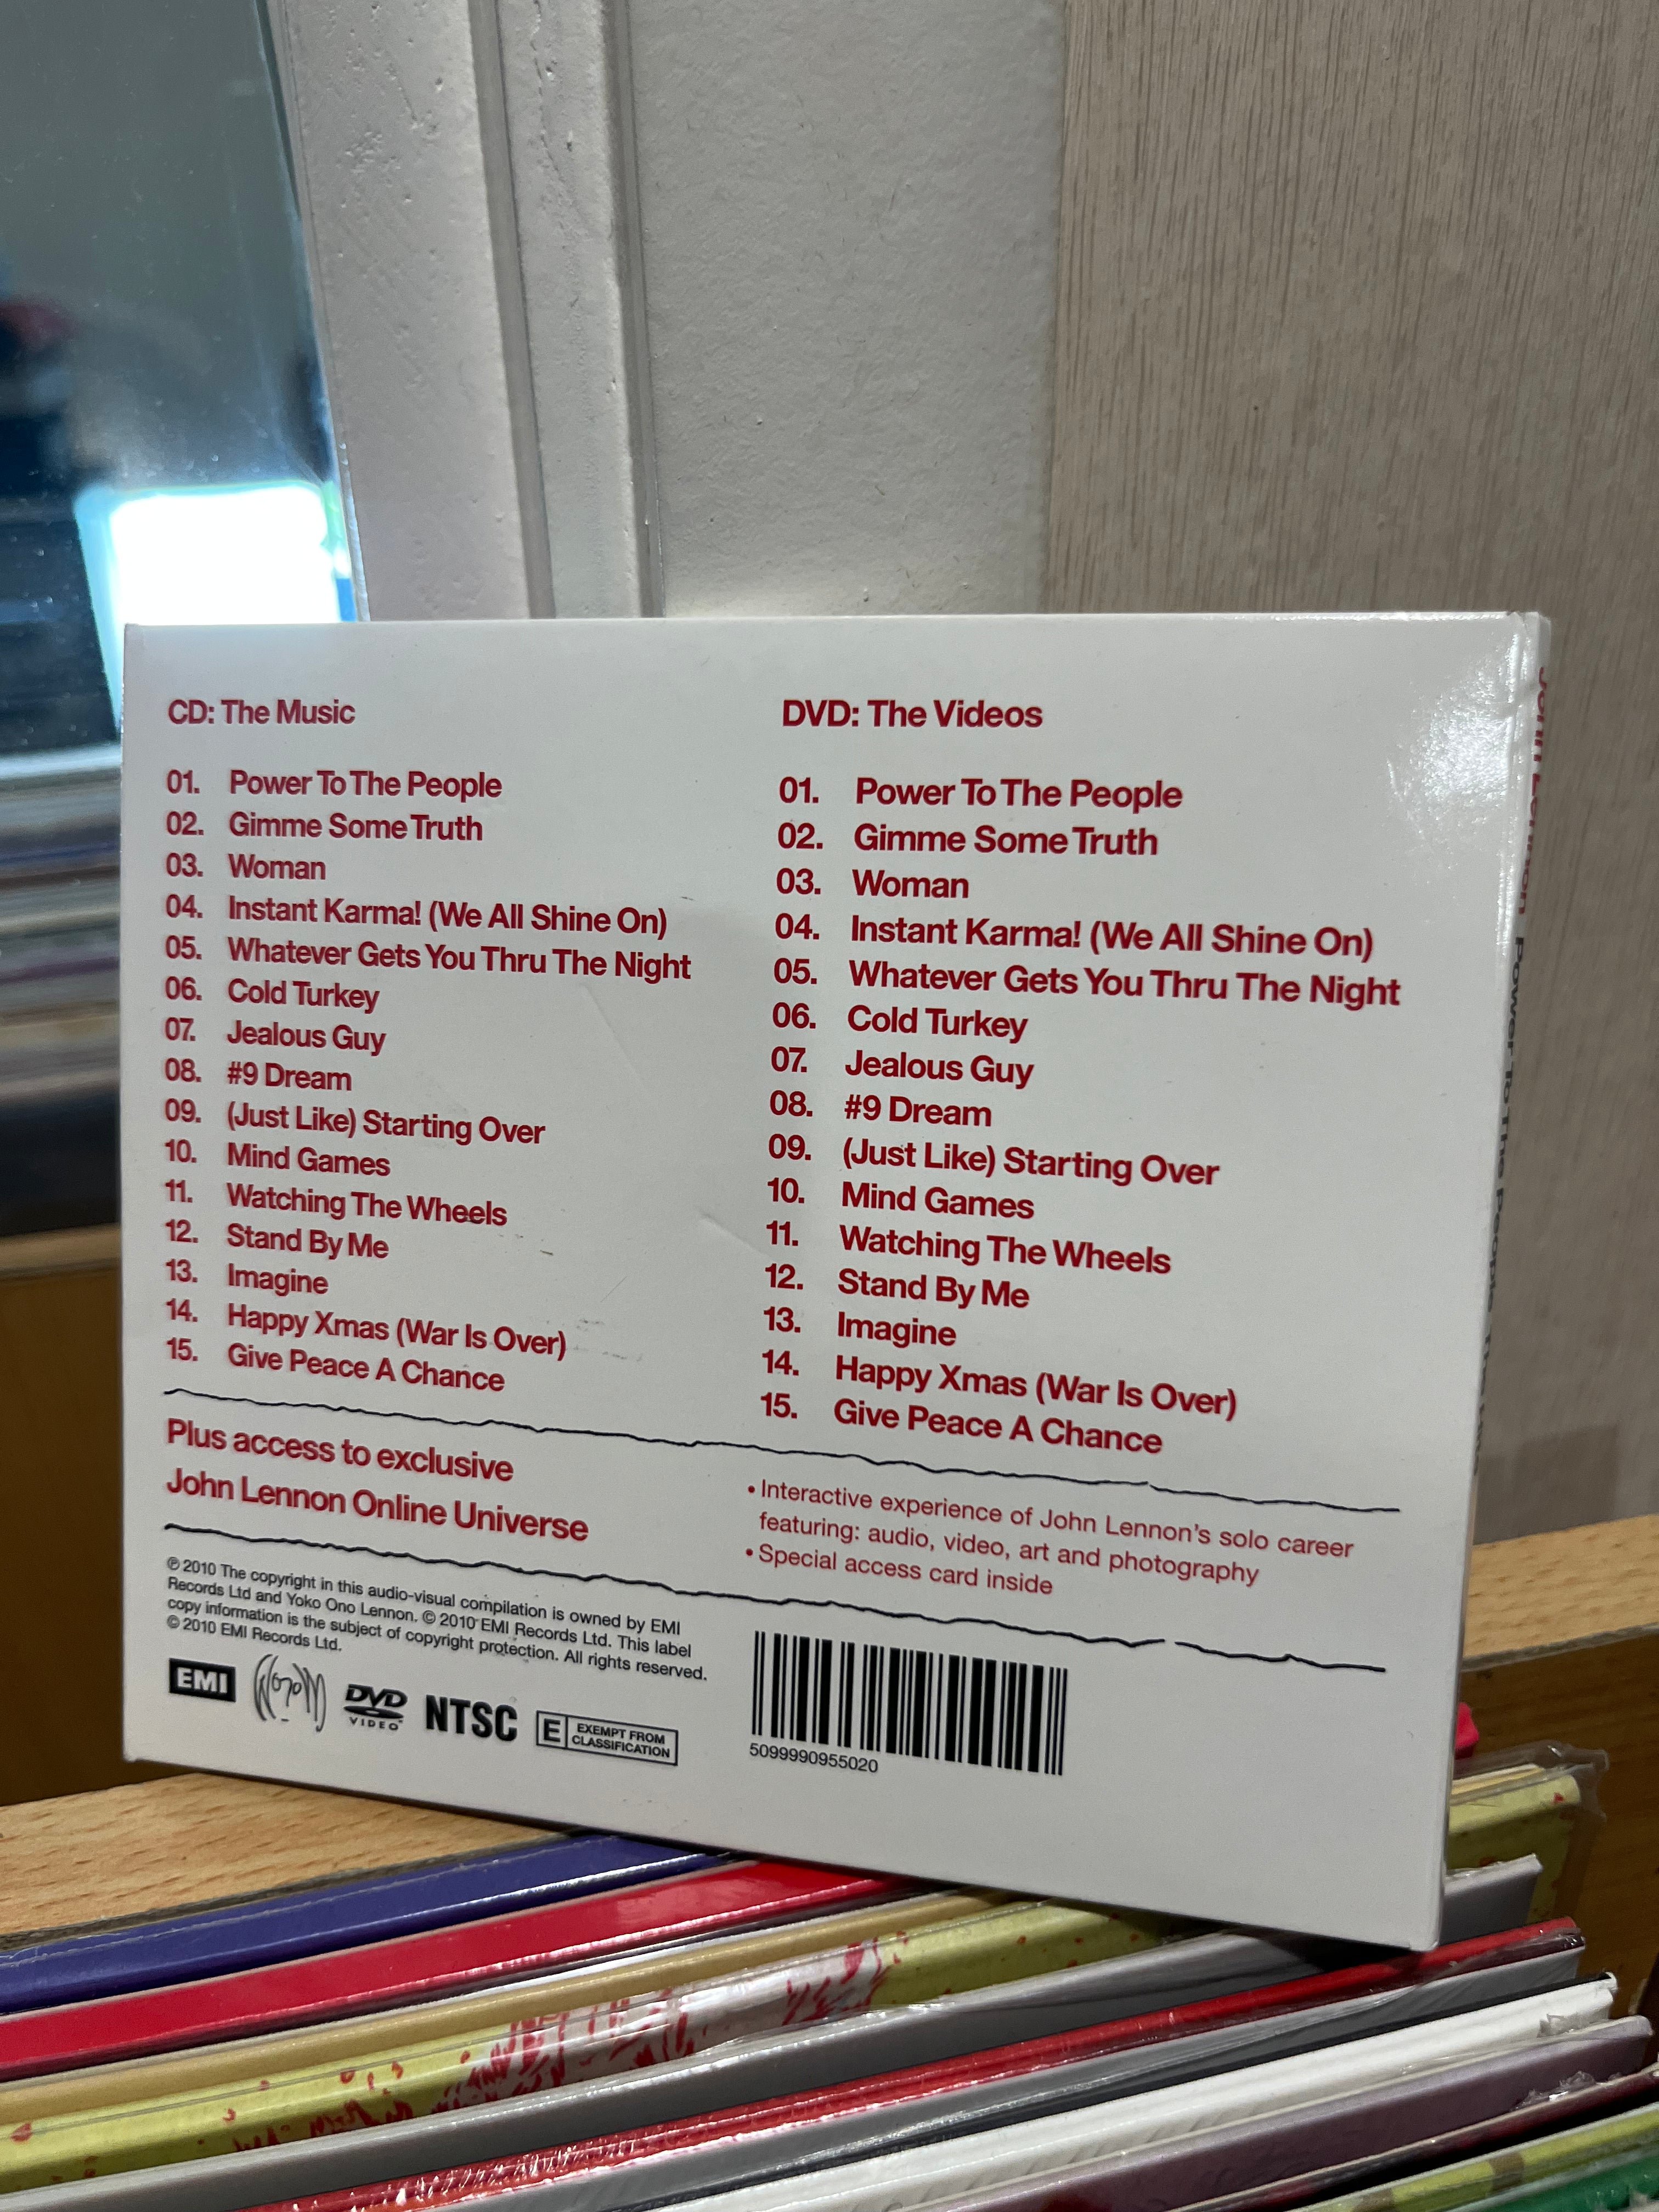 CD: The Music
01. Power To The People
02. Gimme Some Truth
03. Woman
04. Instant Karma! (We All Shine On)
05. Whatever Gets You Thru The Night
06. Cold Turkey
07. Jealous Guy
08. #9 Dream
09. (Just Like) Starting Over
10. Mind Games
11. Watching The Wheels
12. Stand By Me
13. Imagine
14. Happy Xmas (War Is Over)
15. Give Peace A Chance
DVD: The Videos
01. Power To The People
02. Gimme Some Truth
03. Woman
04. Instant Karma! (We All Shine On)
05. Whatever Gets You Thru The Night
06. Cold Turkey
07. Jealous Guy
08. #9 Dream
09. (Just Like) Starting Over
10. Mind Games
11. Watching The Wheels
12. Stand By Me
13. Imagine
14. Happy Xmas (War Is Over)
15. Give Peace A Chance
Plus access to exclusive
John Lennon Online Universe
• Interactive experience of John Lennon's solo career
featuring: audio, video, art and photography
• Special access card inside
℗ 2010 The copyright in this audio-visual compilation is owned by EMI
Records Ltd and Yoko Ono Lennon. © 2010 EMI Records Ltd. This label
copy information is the subject of copyright protection. All rights reserved.
© 2010 EMI Records Ltd.
EMI
DVD
VIDEO
NTSC
E EXEMPT FROM
CLASSIFICATION
5099990955020
John Lennon Power To The People